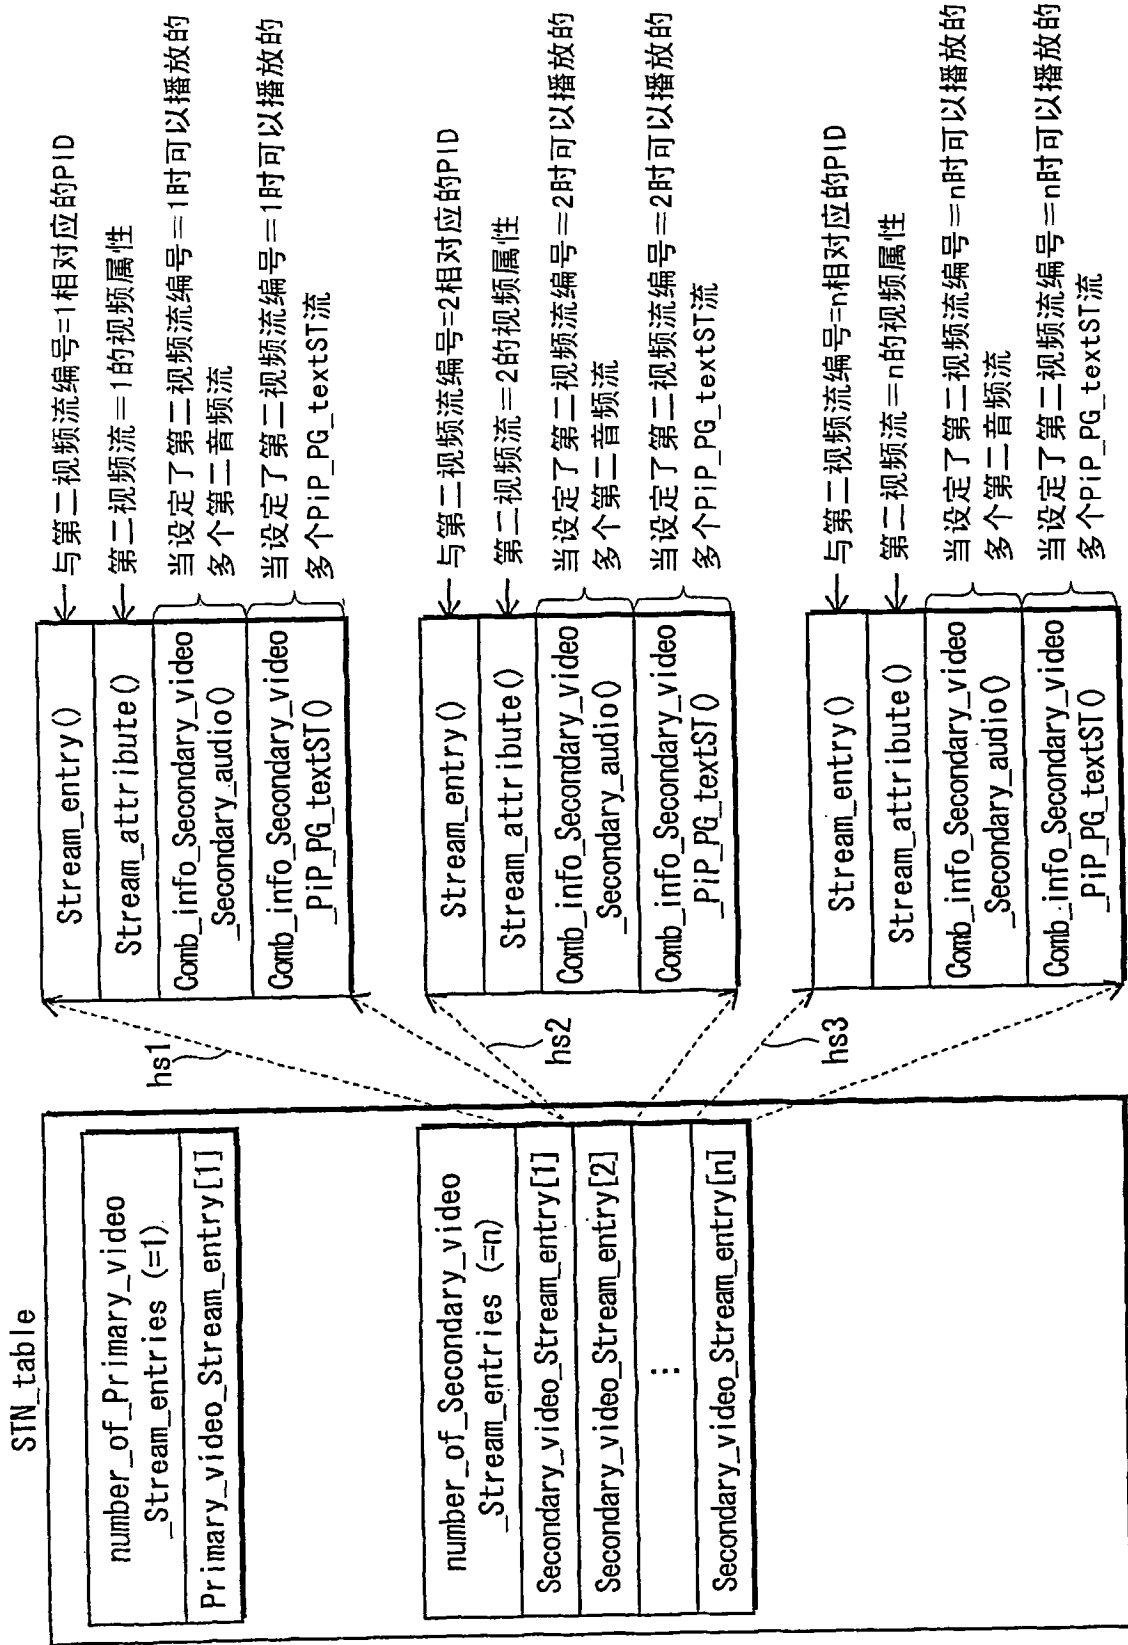 STN_table
number_of_Primary_video
_Stream_entries (=1)
Primary_video_Stream_entry[1]
number_of_Secondary_video
_Stream_entries (=n)
Secondary_video_Stream_entry[1]
Secondary_video_Stream_entry[2]
⋮
Secondary_video_Stream_entry[n]
hs1
hs2
hs3
Stream_entry()
Stream_attribute()
Comb_info_Secondary_video
_Secondary_audio()
Comb_info_Secondary_video
_PiP_PG_textST()
与第二视频流编号=1相对应的PID
第二视频流=1的视频属性
当设定了第二视频流编号=1时可以播放的
多个第二音频流
当设定了第二视频流编号=1时可以播放的
多个PiP_PG_textST流
Stream_entry()
Stream_attribute()
Comb_info_Secondary_video
_Secondary_audio()
Comb_info_Secondary_video
_PiP_PG_textST()
与第二视频流编号=2相对应的PID
第二视频流=2的视频属性
当设定了第二视频流编号=2时可以播放的
多个第二音频流
当设定了第二视频流编号=2时可以播放的
多个PiP_PG_textST流
Stream_entry()
Stream_attribute()
Comb_info_Secondary_video
_Secondary_audio()
Comb_info_Secondary_video
_PiP_PG_textST()
与第二视频流编号=n相对应的PID
第二视频流=n的视频属性
当设定了第二视频流编号=n时可以播放的
多个第二音频流
当设定了第二视频流编号=n时可以播放的
多个PiP_PG_textST流